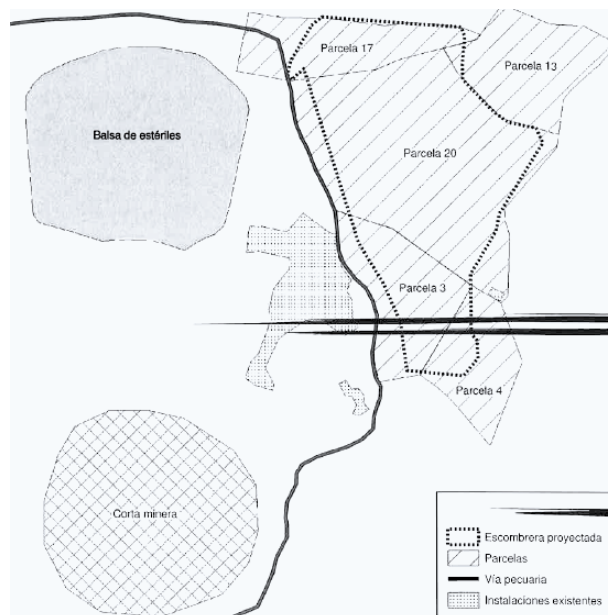 Parcela 17
Parcela 13
Balsa de estériles
Parcela 20
Parcela 3
Parcela 4
Corta minera
Escombrera proyectada
Parcelas
Vía pecuaria
Instalaciones existentes